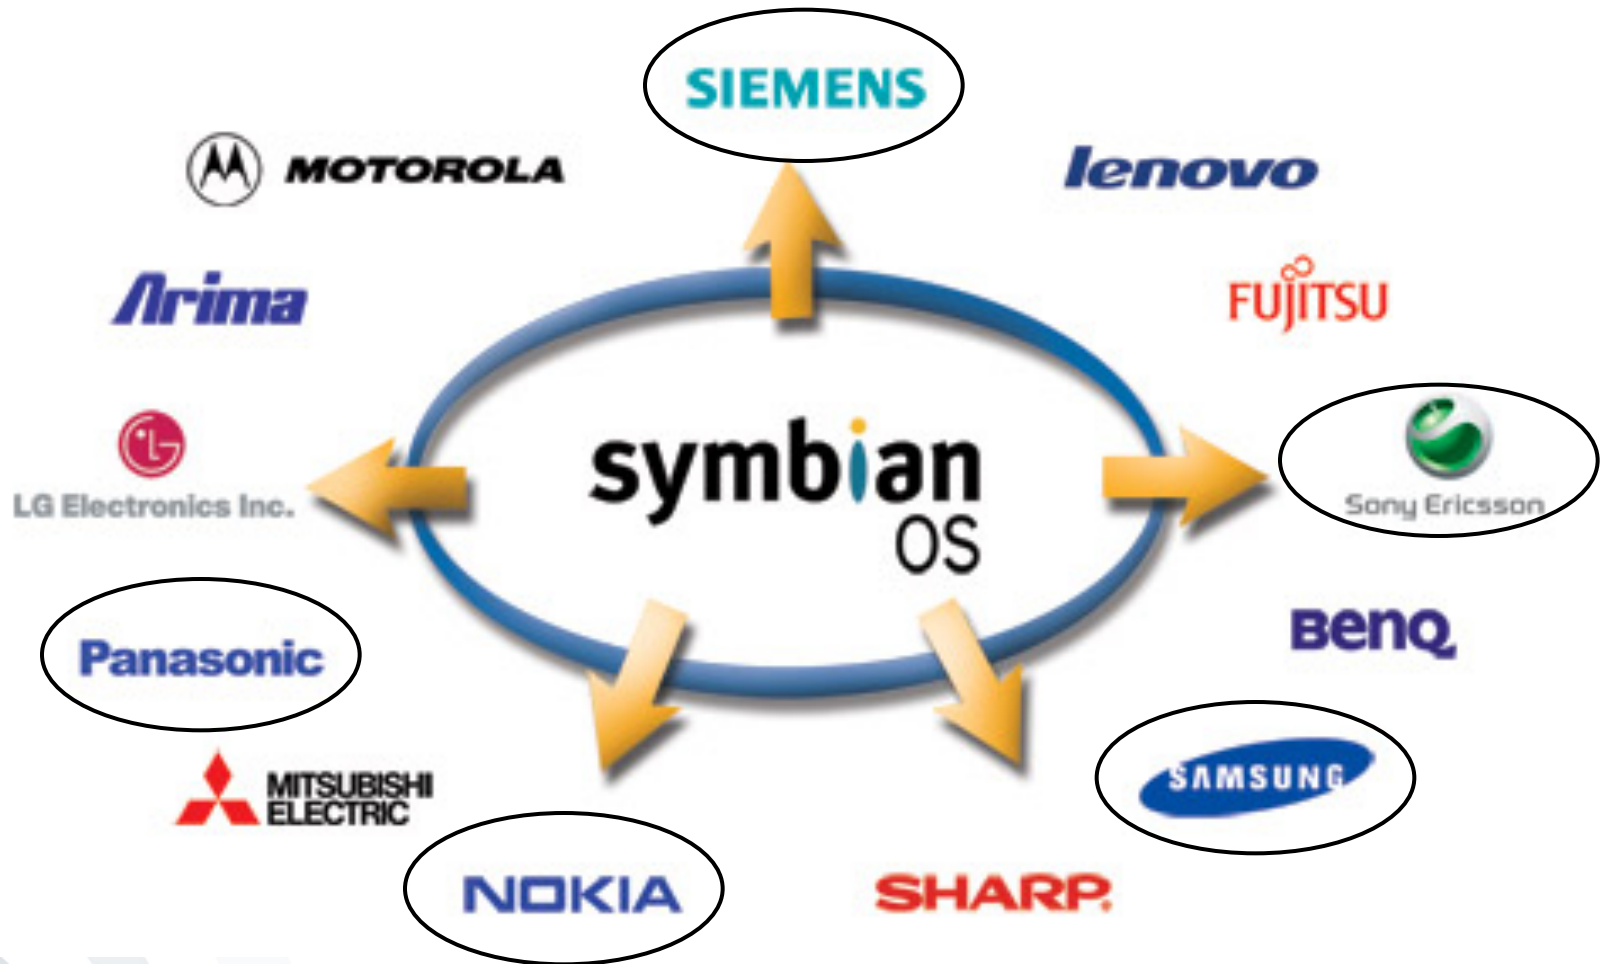 SIEMENS
MOTOROLA
lenovo
Arima
FUJITSU
symbian
OS
LG
LG Electronics Inc.
Sony Ericsson
Panasonic
BenQ
MITSUBISHI
ELECTRIC
SAMSUNG
NOKIA
SHARP